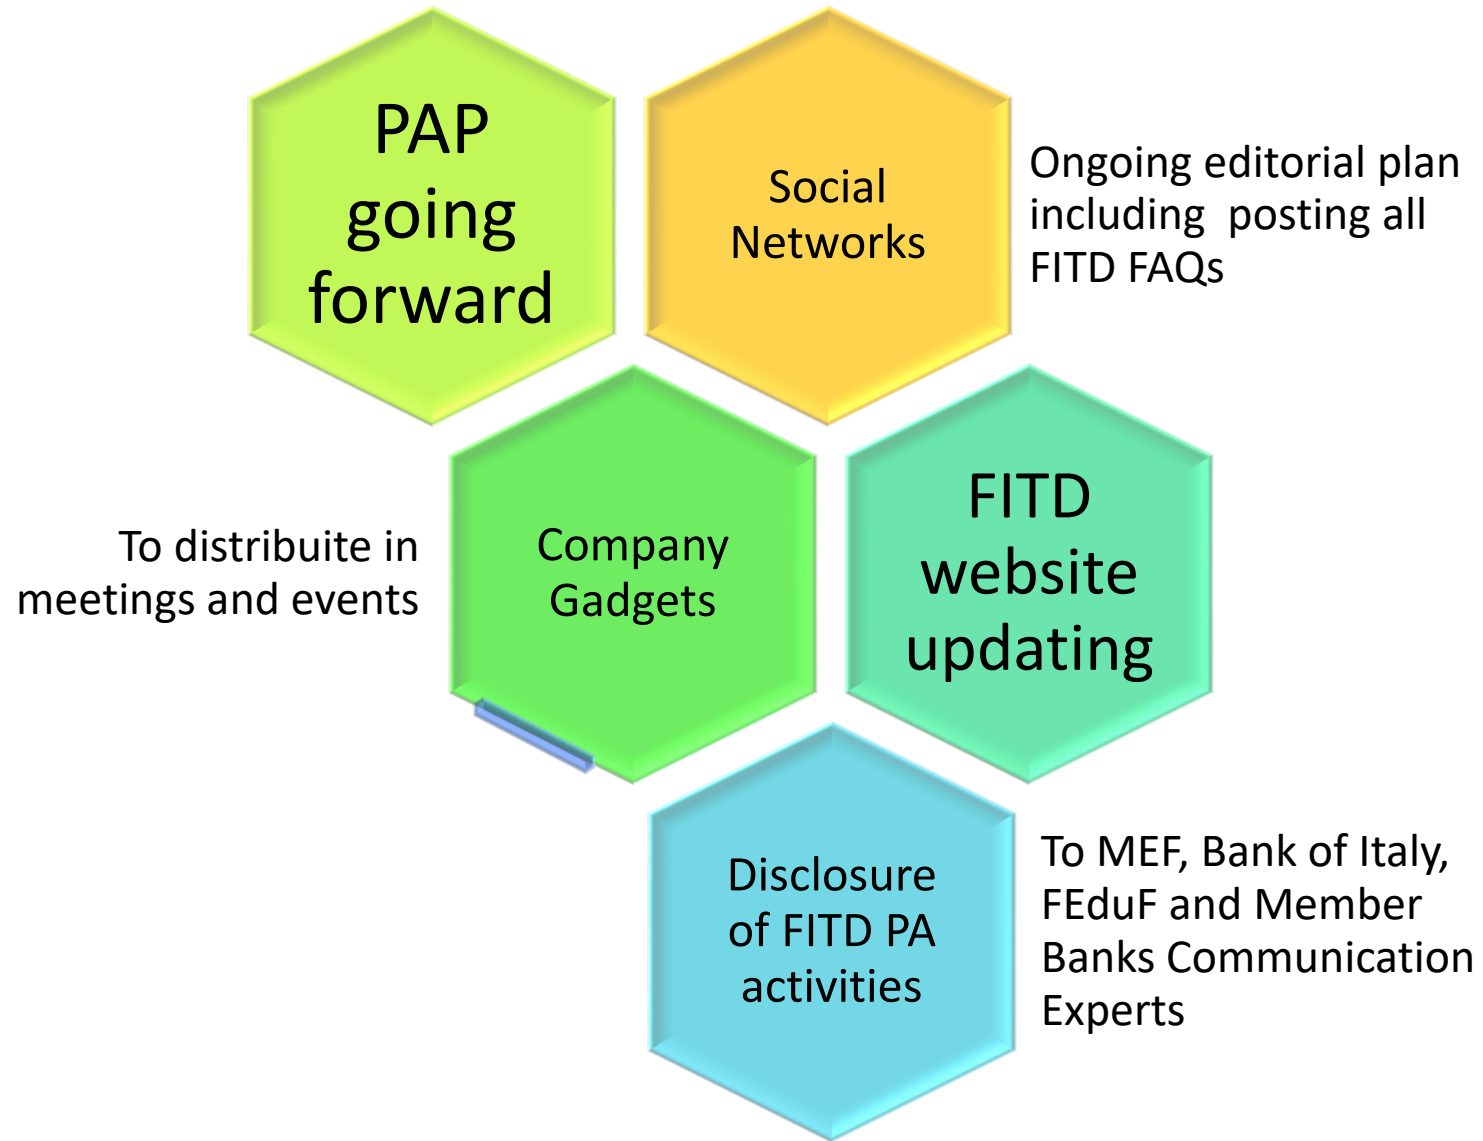 PAP
going
forward
Social
Networks
Ongoing editorial plan
including  posting all
FITD FAQs
To distribuite in
meetings and events
Company
Gadgets
FITD
website
updating
Disclosure
of FITD PA
activities
To MEF, Bank of Italy,
FEduF and Member
Banks Communication
Experts